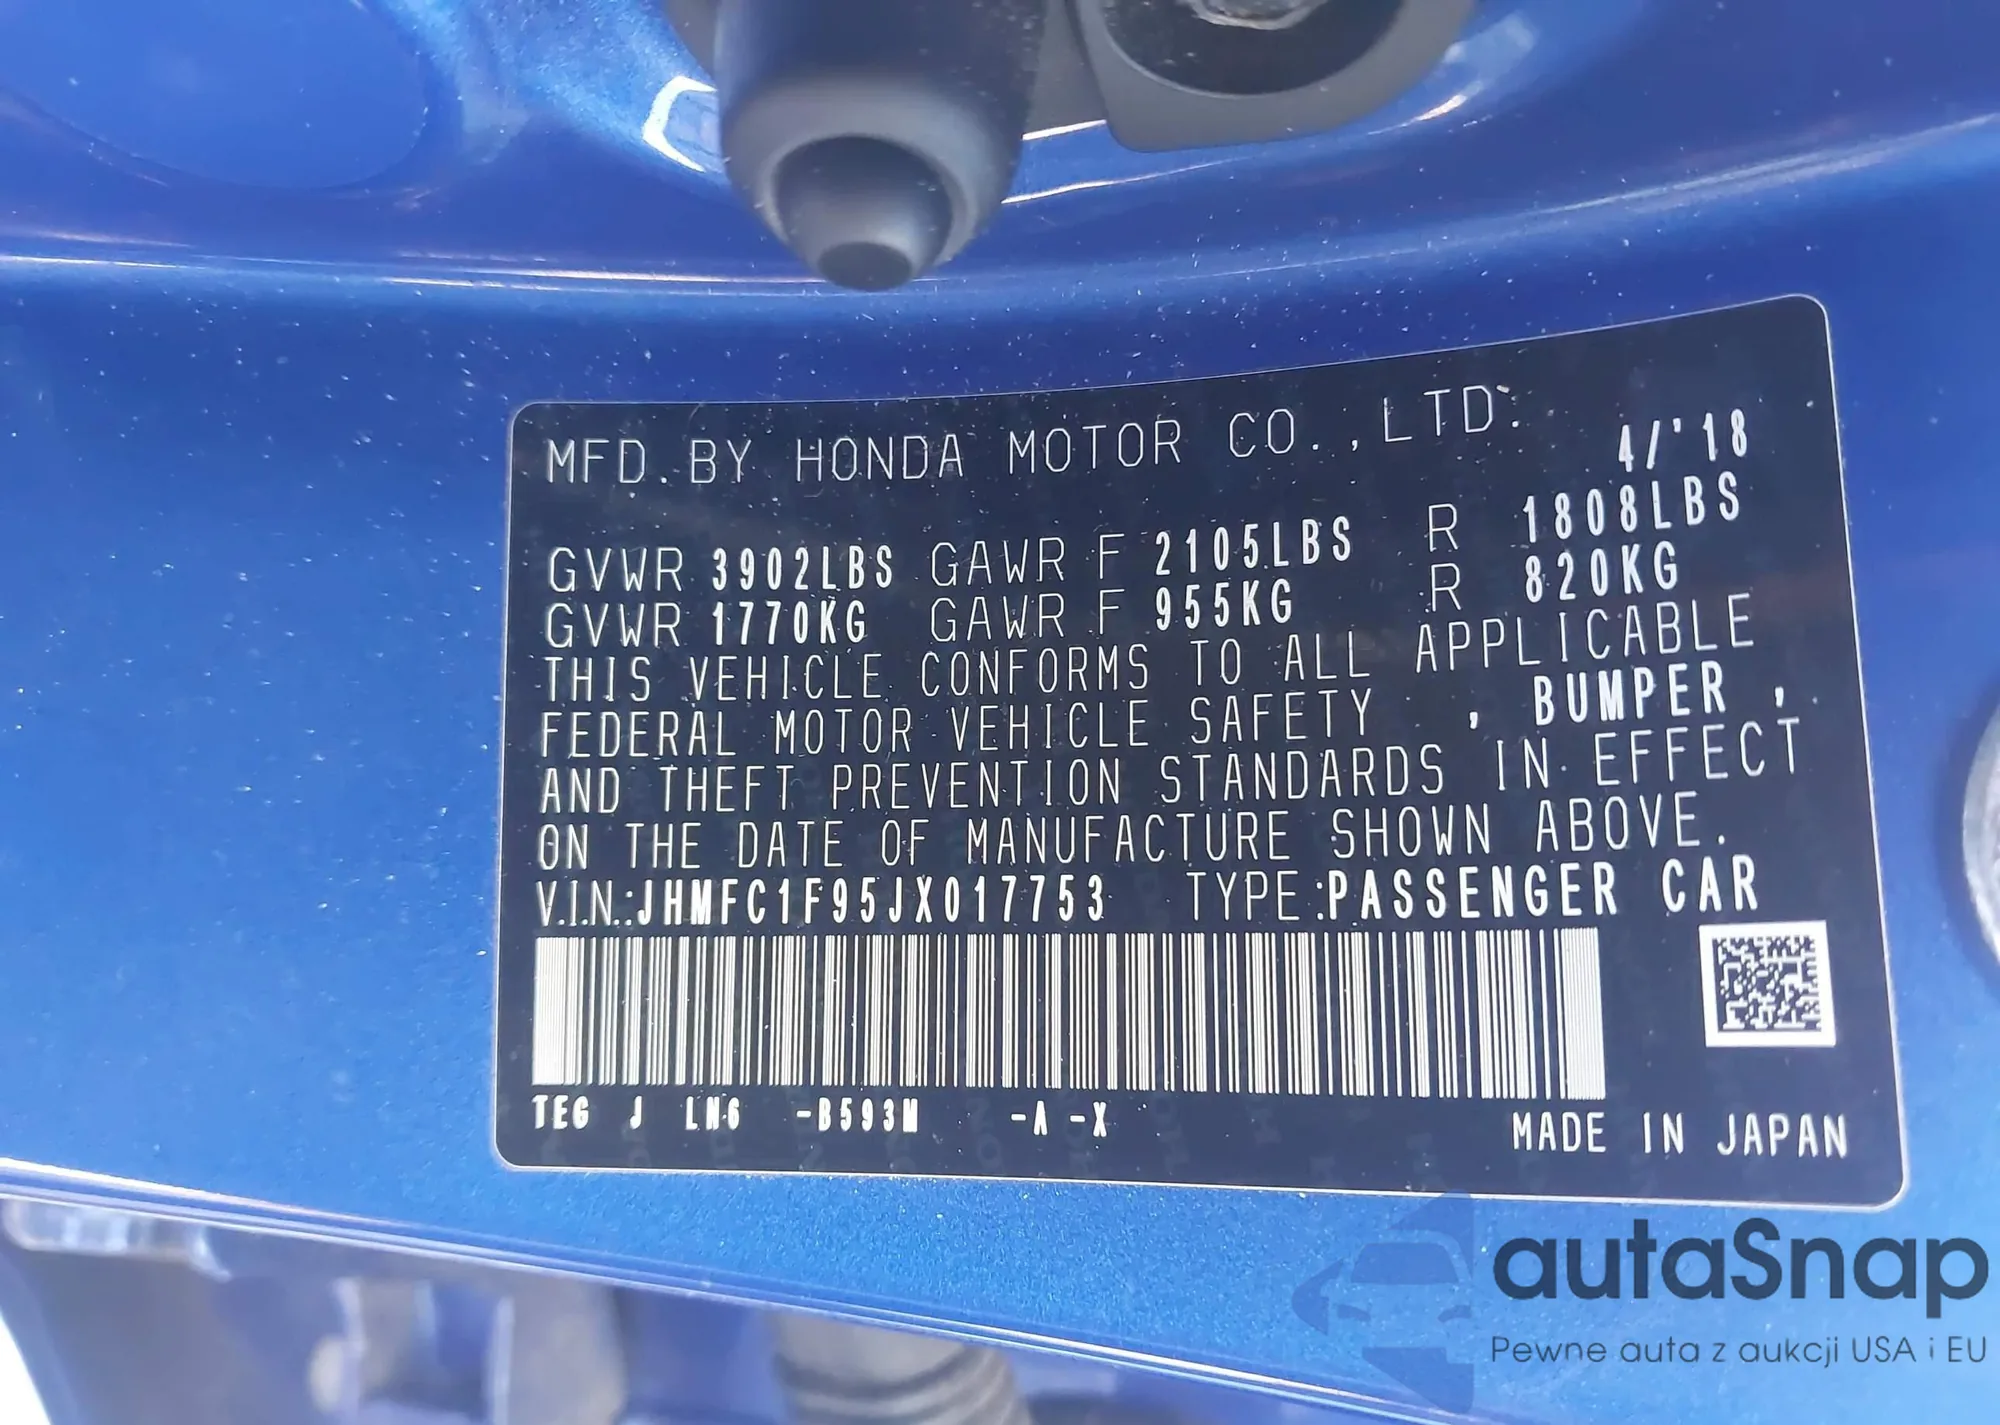 MFD. BY HONDA MOTOR CO., LTD. 4/'18
GVWR 3902LBS GAWR F 2105LBS R 1808LBS
GVWR 1770KG GAWR F 955KG R 820KG
THIS VEHICLE CONFORMS TO ALL APPLICABLE
FEDERAL MOTOR VEHICLE SAFETY , BUMPER ,
AND THEFT PREVENTION STANDARDS IN EFFECT
ON THE DATE OF MANUFACTURE SHOWN ABOVE.
V.I.N.:JHMFC1F95JX017753 TYPE:PASSENGER CAR
TEG J LN6 -B593M -A -X
MADE IN JAPAN
autaSnap
Pewne auta z aukcji USA i EU